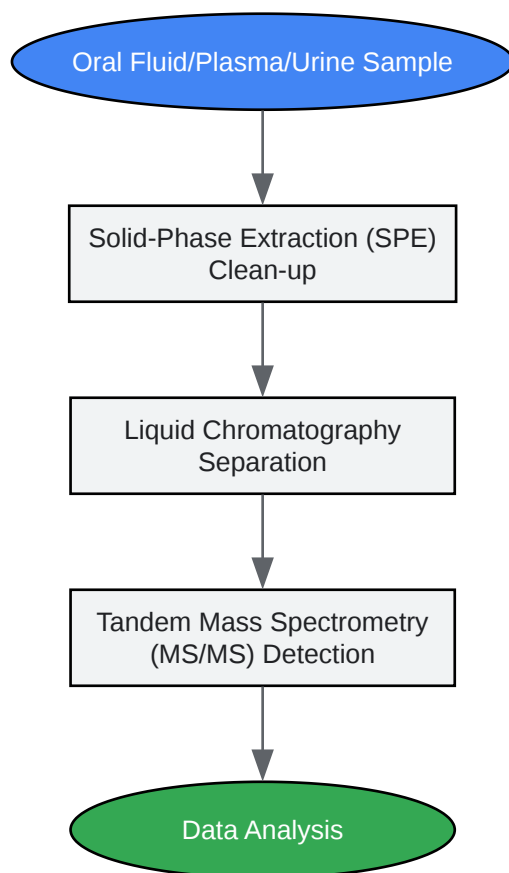 Oral Fluid/Plasma/Urine Sample
Solid-Phase Extraction (SPE)
Clean-up
Liquid Chromatography
Separation
Tandem Mass Spectrometry
(MS/MS) Detection
Data Analysis